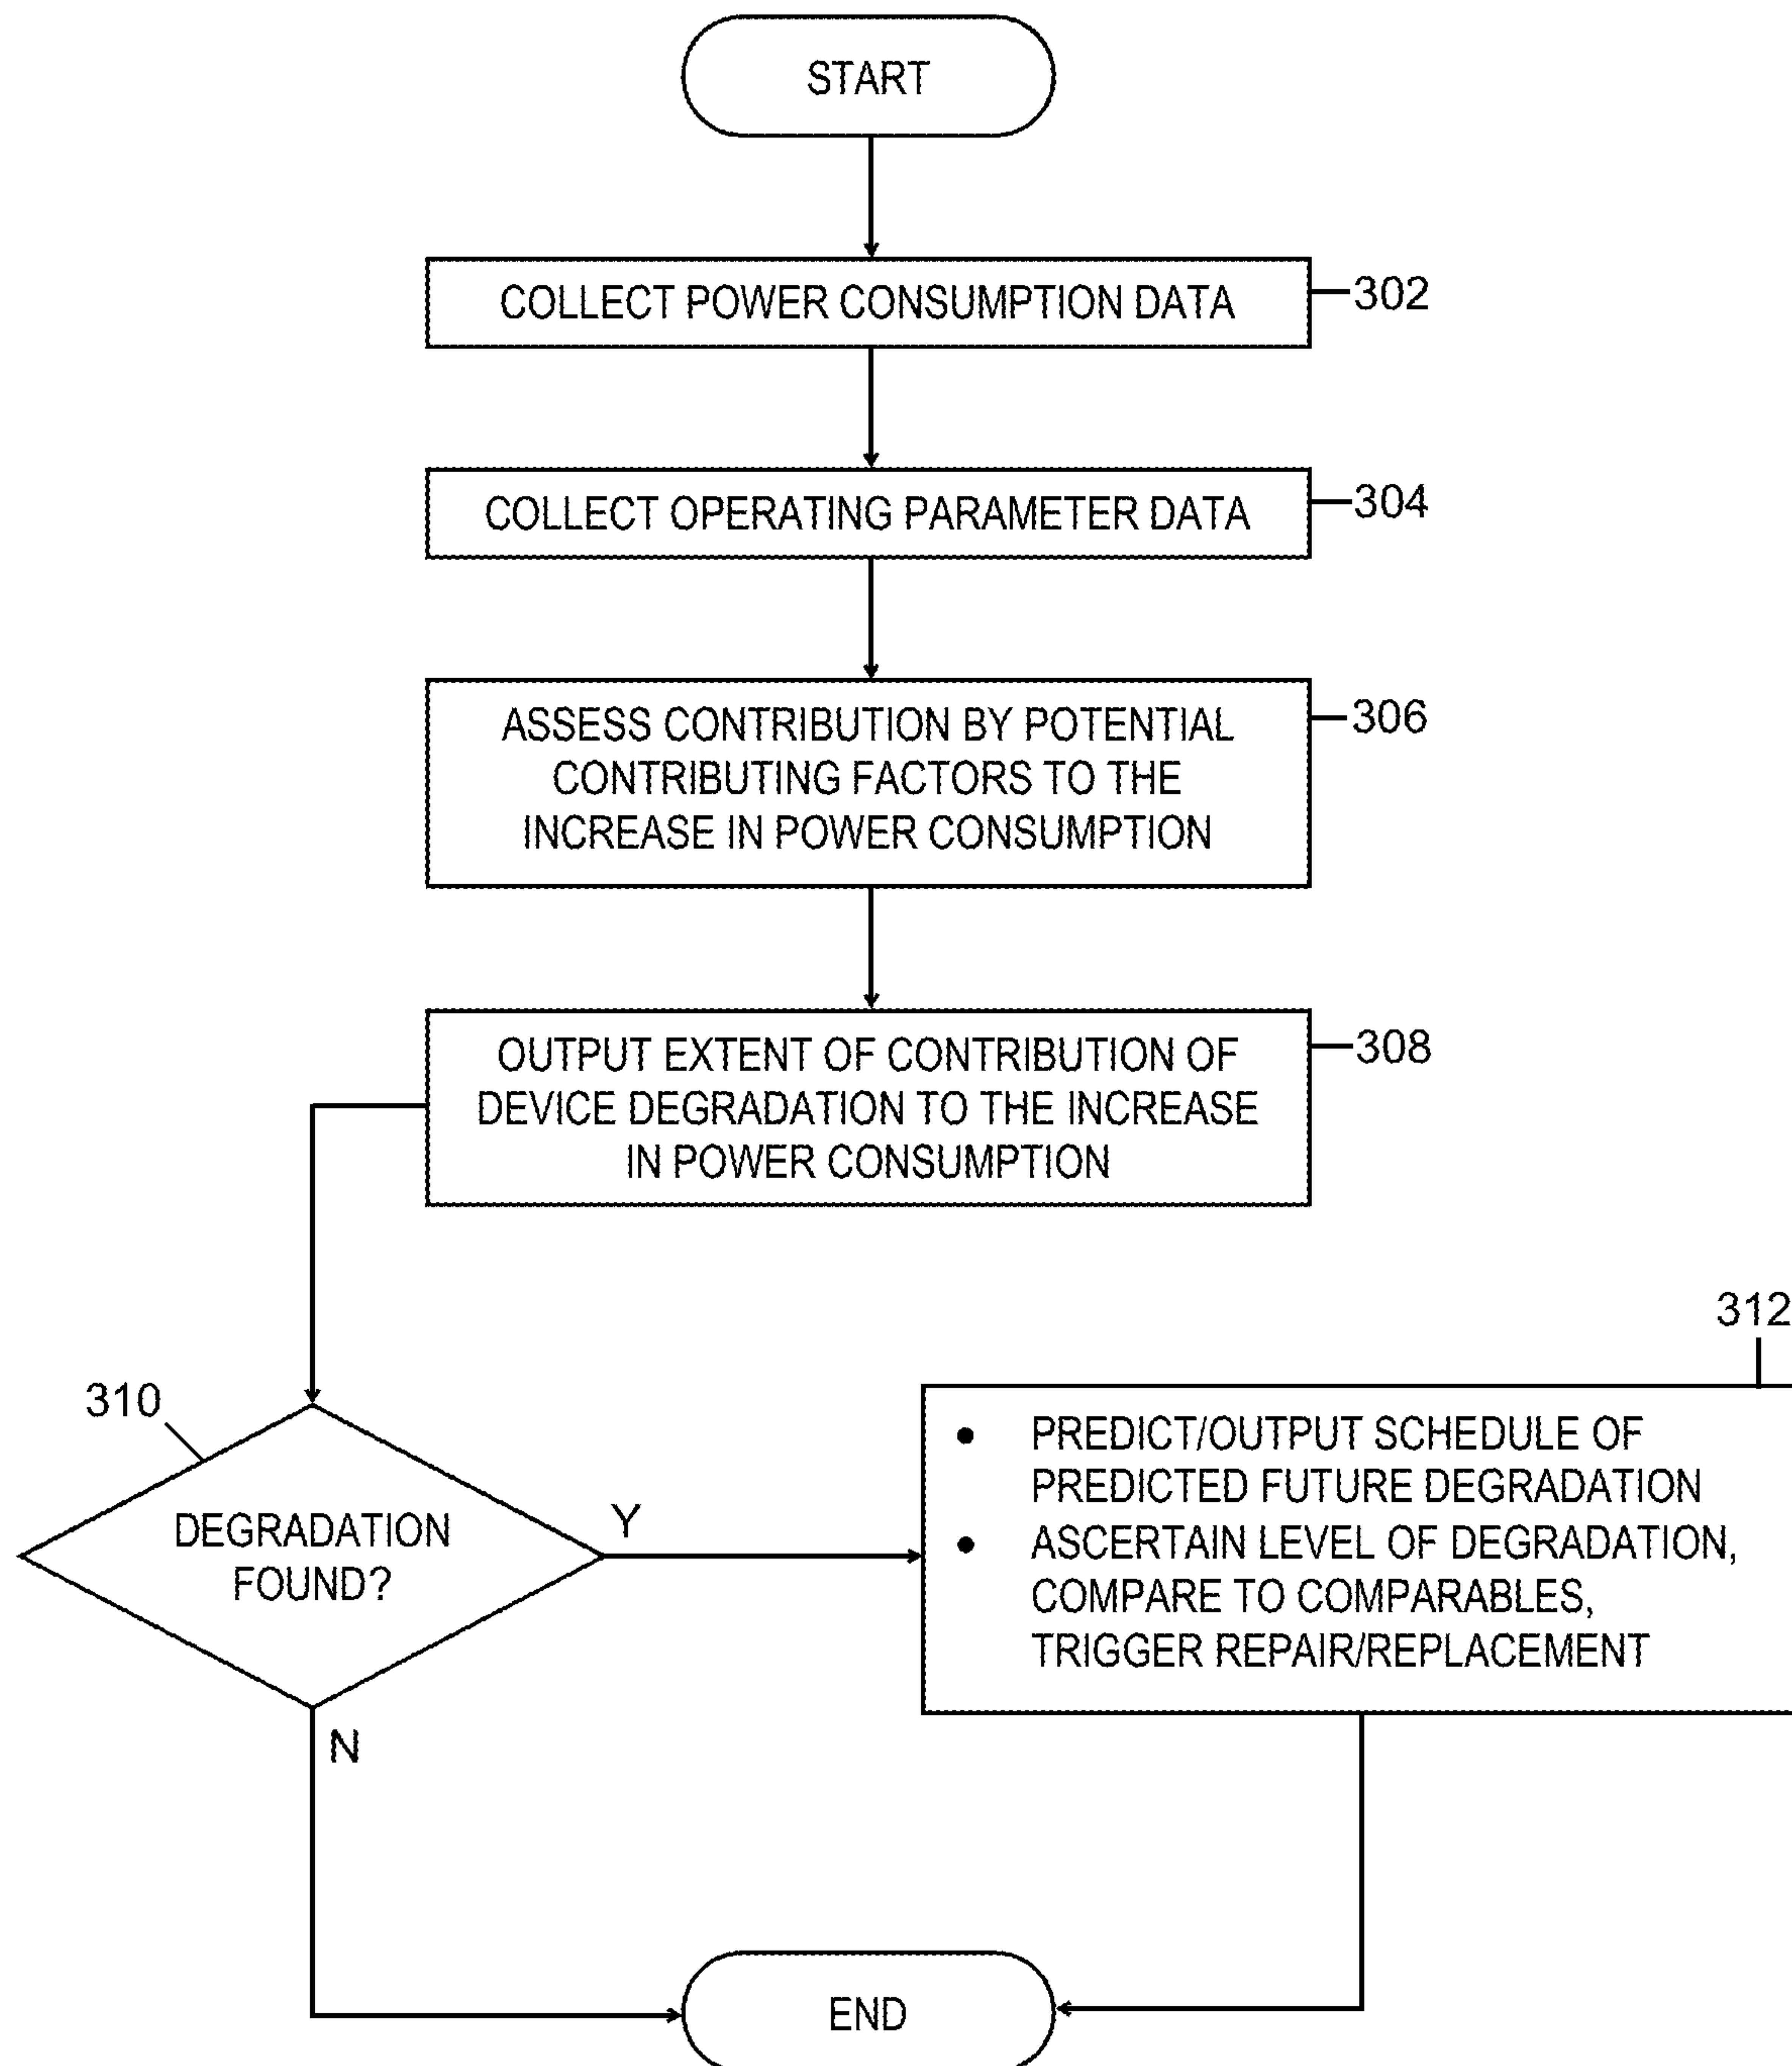 START
COLLECT POWER CONSUMPTION DATA
302
COLLECT OPERATING PARAMETER DATA
304
ASSESS CONTRIBUTION BY POTENTIAL
CONTRIBUTING FACTORS TO THE
INCREASE IN POWER CONSUMPTION
306
OUTPUT EXTENT OF CONTRIBUTION OF
DEVICE DEGRADATION TO THE INCREASE
IN POWER CONSUMPTION
308
310
DEGRADATION
FOUND?
Y
N
312
• PREDICT/OUTPUT SCHEDULE OF
PREDICTED FUTURE DEGRADATION
• ASCERTAIN LEVEL OF DEGRADATION,
COMPARE TO COMPARABLES,
TRIGGER REPAIR/REPLACEMENT
END